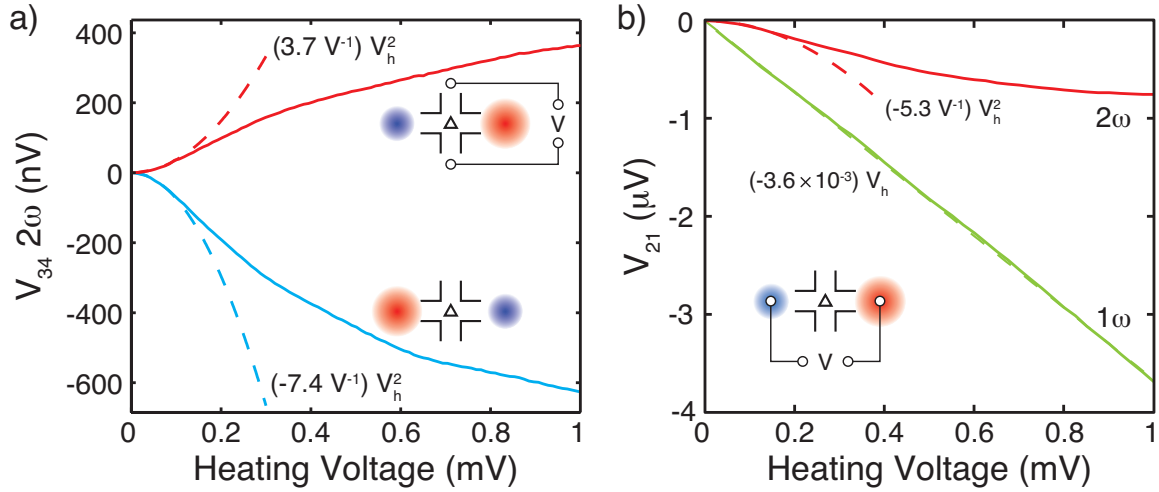 a)
V₃₄ 2ω (nV)
400
200
0
-200
-400
-600
(3.7 V⁻¹) Vₕ²
V
(-7.4 V⁻¹) Vₕ²
0 0.2 0.4 0.6 0.8 1
Heating Voltage (mV)
b)
V₂₁ (μV)
0
-1
-2
-3
-4
(-5.3 V⁻¹) Vₕ²
2ω
(-3.6 × 10⁻³) Vₕ
1ω
V
0 0.2 0.4 0.6 0.8 1
Heating Voltage (mV)